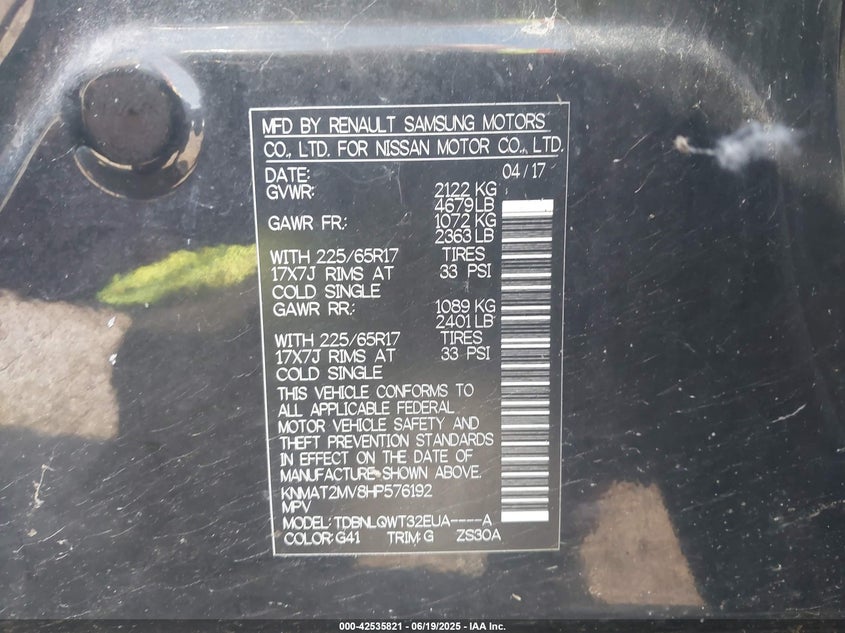 MFD BY RENAULT SAMSUNG MOTORS
CO., LTD. FOR NISSAN MOTOR CO., LTD.
DATE: 04/17
GVWR: 2122 KG
4679 LB
GAWR FR: 1072 KG
2363 LB
WITH 225/65R17 TIRES
17X7J RIMS AT 33 PSI
COLD SINGLE
GAWR RR: 1089 KG
2401 LB
WITH 225/65R17 TIRES
17X7J RIMS AT 33 PSI
COLD SINGLE
THIS VEHICLE CONFORMS TO
ALL APPLICABLE FEDERAL
MOTOR VEHICLE SAFETY AND
THEFT PREVENTION STANDARDS
IN EFFECT ON THE DATE OF
MANUFACTURE SHOWN ABOVE.
KNMAT2MV8HP576192
MPV
MODEL: TDBNLQWT32EUA----A
COLOR: G41 TRIM: G ZS30A
000-42535821 - 06/19/2025 - IAA Inc.